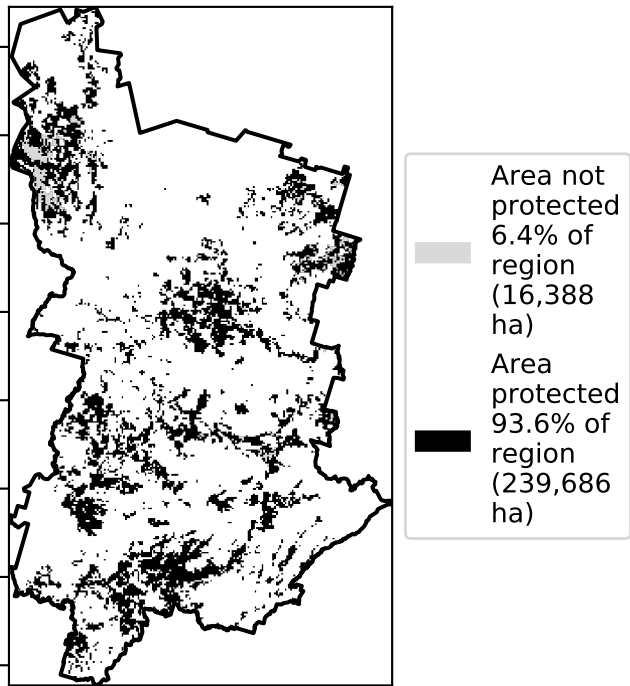 Area not
protected
6.4% of
region
(16,388
ha)
Area
protected
93.6% of
region
(239,686
ha)